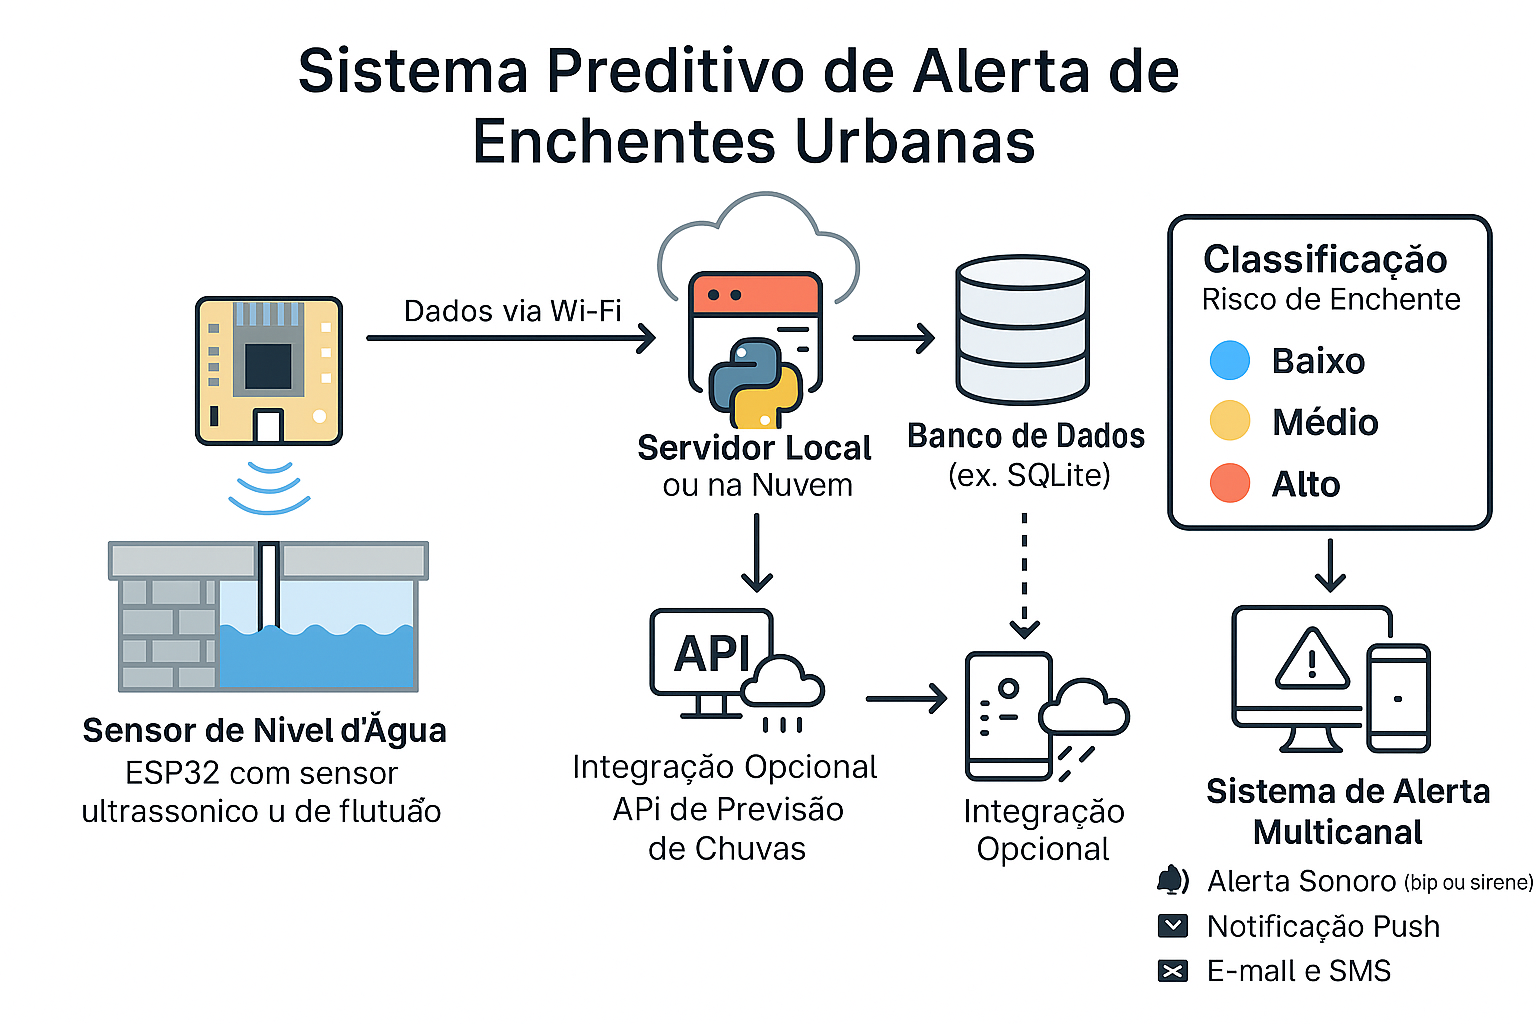 Sistema Preditivo de Alerta de
Enchentes Urbanas
Dados via Wi-Fi
Sensor de Nivel d'Ăgua
ESP32 com sensor
ultrassonico u de flutuăo
Servidor Local
ou na Nuvem
Banco de Dados
(ex. SQLite)
API
Integração Opcional
APi de Previsão
de Chuvas
Integração
Opcional
Classificação
Risco de Enchente
Baixo
Médio
Alto
Sistema de Alerta
Multicanal
Alerta Sonoro (bip ou sirene)
Notificação Push
E-maIl e SMS